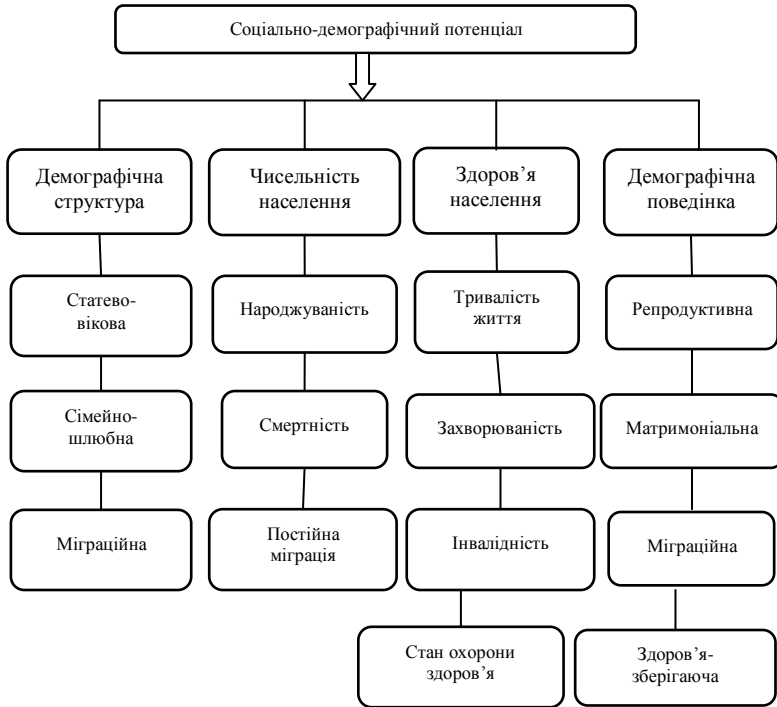 Соціально-демографічний потенціал
Демографічна
структура
Чисельність
населення
Здоров’я
населення
Демографічна
поведінка
Статево-
вікова
Народжуваність
Тривалість
життя
Репродуктивна
Сімейно-
шлюбна
Смертність
Захворюваність
Матримоніальна
Міграційна
Постійна
міграція
Інвалідність
Міграційна
Стан охорони
здоров’я
Здоров’я-
зберігаюча